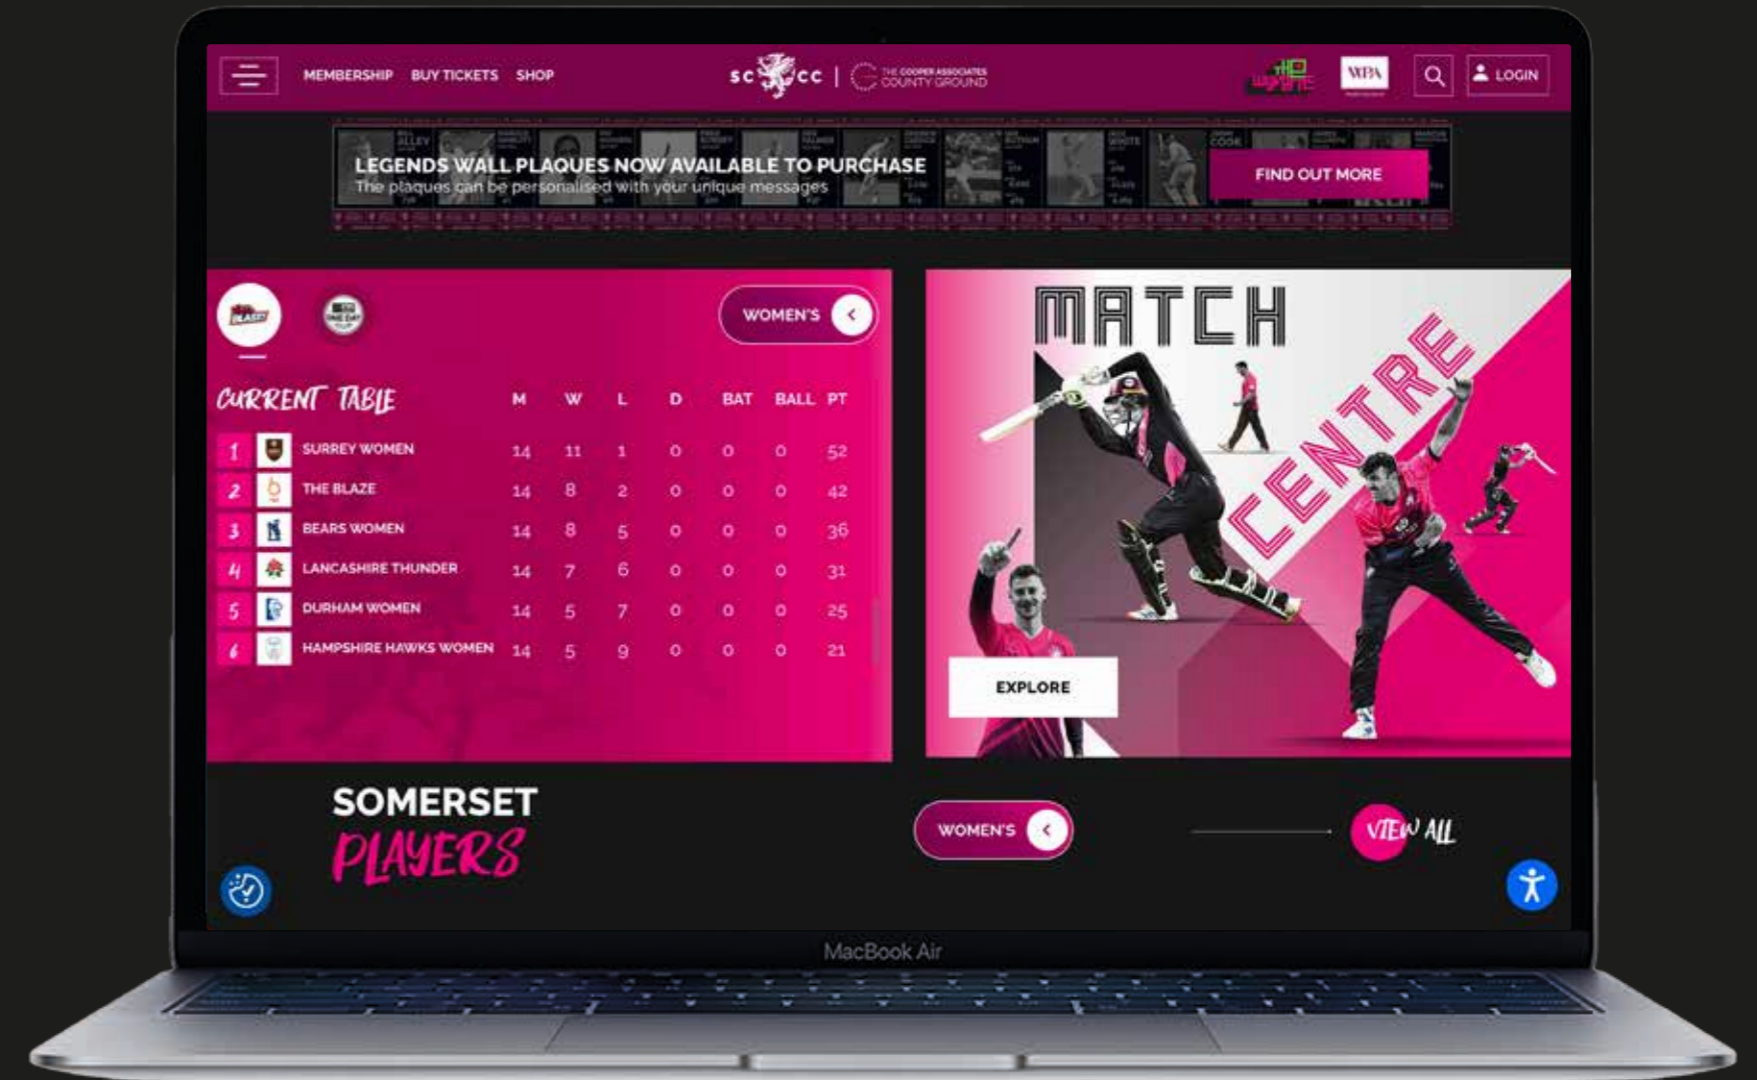 MEMBERSHIP BUY TICKETS SHOP
SC CC | THE COOPER ASSOCIATES COUNTY GROUND
WPA
LOGIN
LEGENDS WALL PLAQUES NOW AVAILABLE TO PURCHASE
The plaques can be personalised with your unique messages
FIND OUT MORE
BLAST
ONE DAY CUP
WOMEN'S
CURRENT TABLE M W L D BAT BALL PT
1 SURREY WOMEN 14 11 1 0 0 0 52
2 THE BLAZE 14 8 2 0 0 0 42
3 BEARS WOMEN 14 8 5 0 0 0 36
4 LANCASHIRE THUNDER 14 7 6 0 0 0 31
5 DURHAM WOMEN 14 5 7 0 0 0 25
6 HAMPSHIRE HAWKS WOMEN 14 5 9 0 0 0 21
MATCH
CENTRE
EXPLORE
SOMERSET
PLAYERS
WOMEN'S
VIEW ALL
MacBook Air